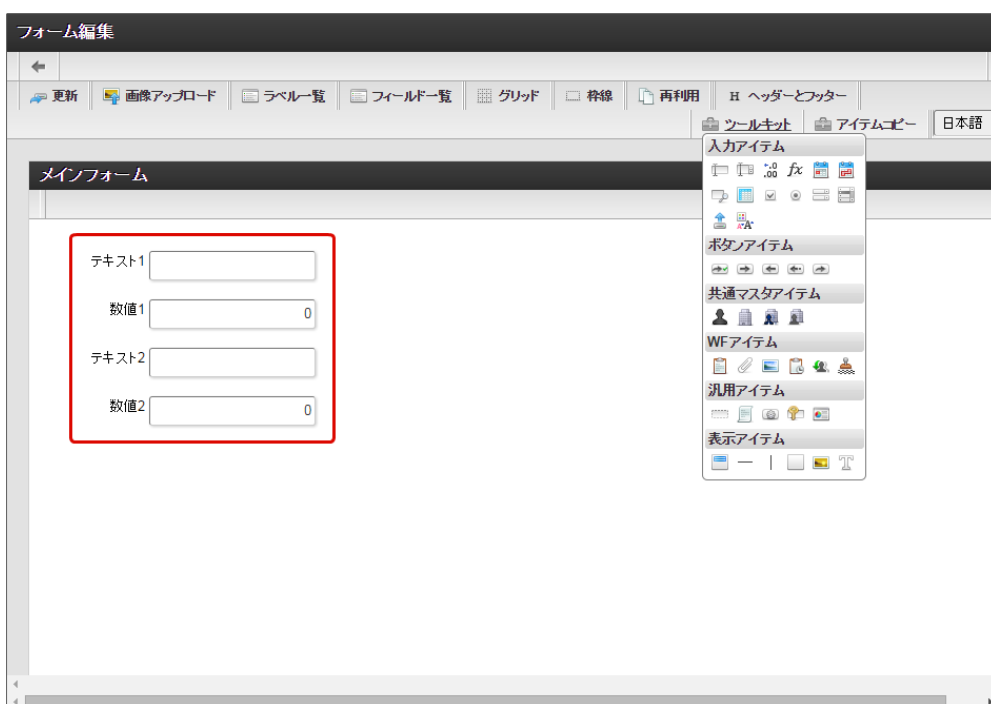 フォーム編集
更新 画像アップロード ラベル一覧 フィールド一覧 グリッド 枠線 再利用 H ヘッダーとフッター
ツールキット アイテムコピー 日本語
入力アイテム
メインフォーム
ボタンアイテム
テキスト1
共通マスタアイテム
数値1 0
WFアイテム
テキスト2
汎用アイテム
数値2 0
表示アイテム